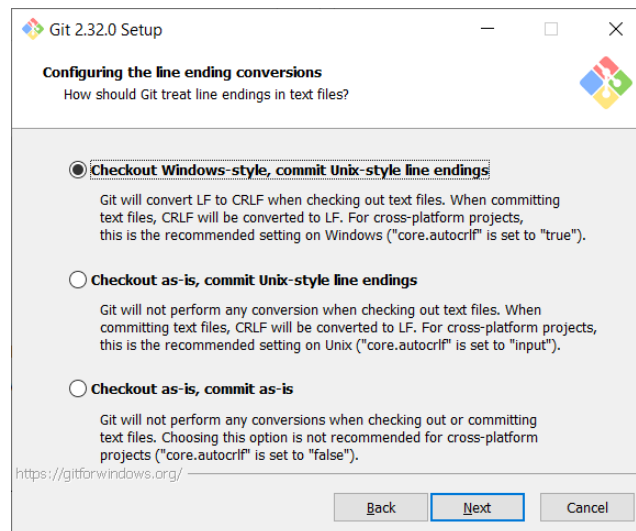 Git 2.32.0 Setup
Configuring the line ending conversions
How should Git treat line endings in text files?
Checkout Windows-style, commit Unix-style line endings
Git will convert LF to CRLF when checking out text files. When committing
text files, CRLF will be converted to LF. For cross-platform projects,
this is the recommended setting on Windows ("core.autocrlf" is set to "true").
Checkout as-is, commit Unix-style line endings
Git will not perform any conversion when checking out text files. When
committing text files, CRLF will be converted to LF. For cross-platform projects,
this is the recommended setting on Unix ("core.autocrlf" is set to "input").
Checkout as-is, commit as-is
Git will not perform any conversions when checking out or committing
text files. Choosing this option is not recommended for cross-platform
projects ("core.autocrlf" is set to "false").
https://gitforwindows.org/
Back Next Cancel